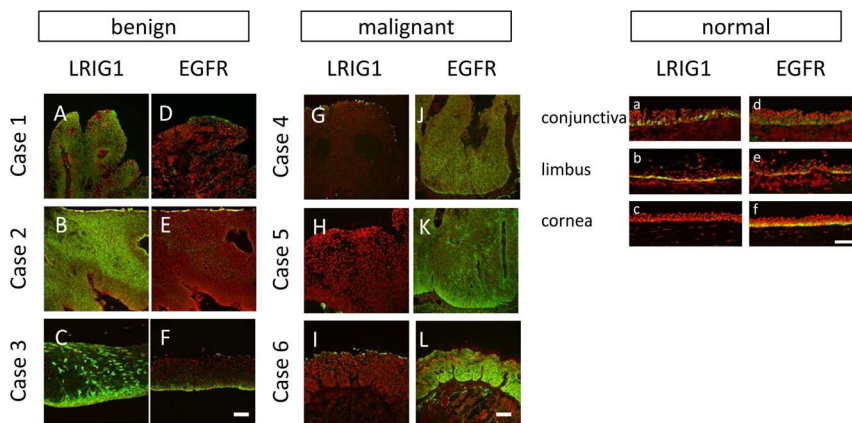 benign
malignant
normal
LRIG1 EGFR
LRIG1 EGFR
LRIG1 EGFR
Case 1
A
D
Case 4
G
J
conjunctiva
a
d
limbus
b
e
Case 2
B
E
Case 5
H
K
cornea
c
f
Case 3
C
F
Case 6
I
L